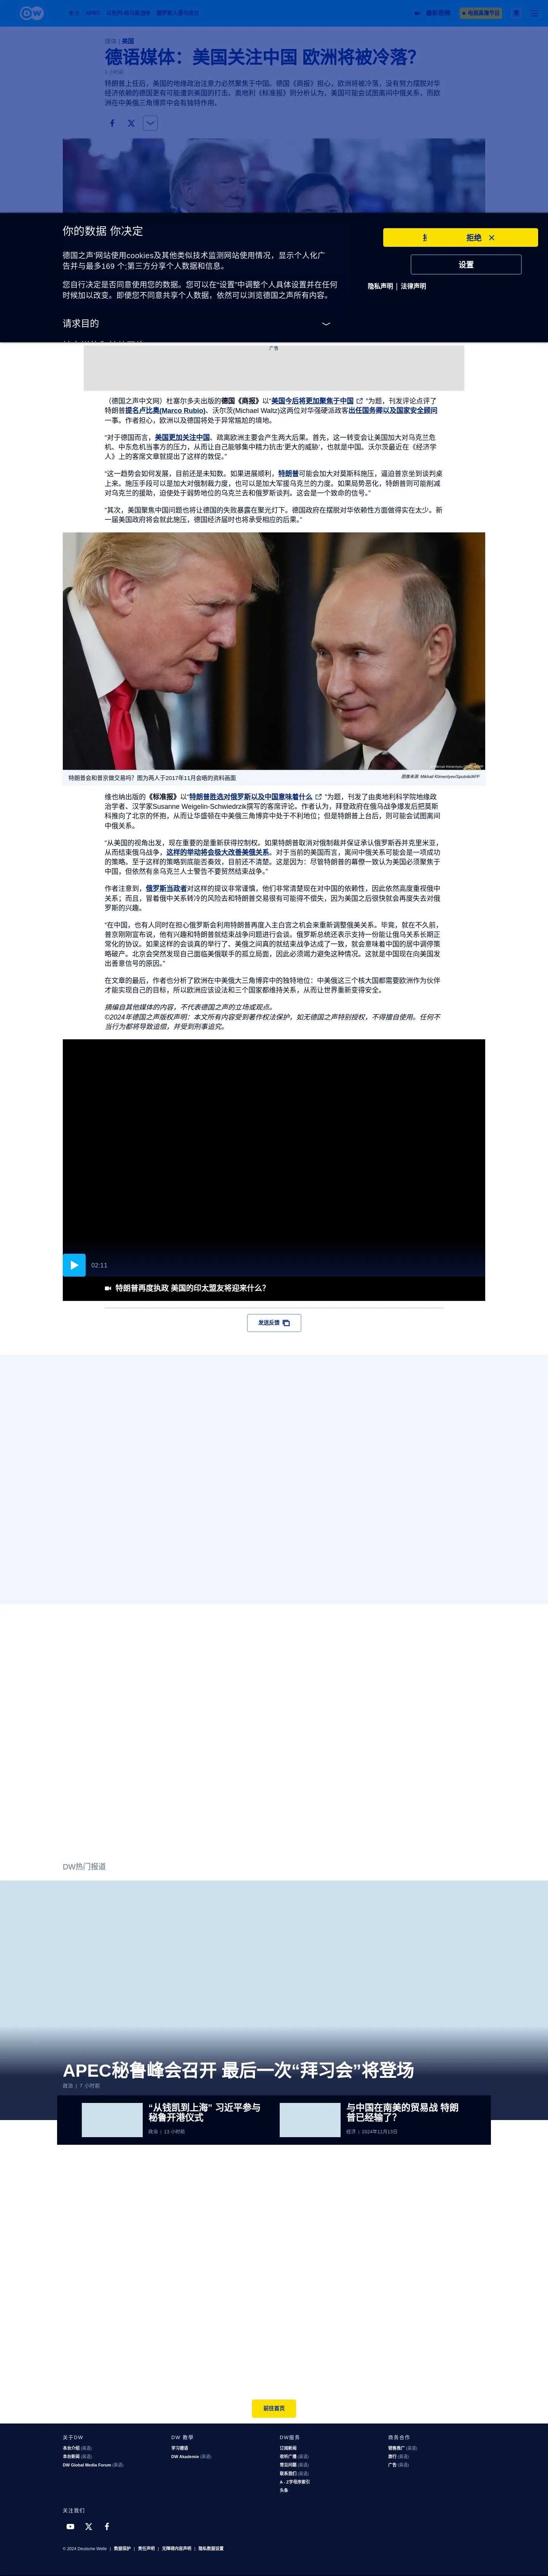 APEC
最新视频
电视直播节目
媒体 | 美国
德语媒体：美国关注中国 欧洲将被冷落？
特朗普上任后，美国的地缘政治注意力必然聚焦于中国。德国《商报》担心，欧洲将被冷落，没有努力摆脱对华
经济依赖的德国更有可能遭到美国的打击。奥地利《标准报》则分析认为，美国可能会试图离间中俄关系，而欧
洲在中美俄三角博弈中会有独特作用。
你的数据 你决定
拒绝
设置
隐私声明 | 法律声明
德国之声'网站使用cookies及其他类似技术监测网站使用情况，显示个人化广
告并与最多169 个;第三方分享个人数据和信息。
您自行决定是否同意使用您的数据。您可以在“设置”中调整个人具体设置并在任何
时候加以改变。即便您不同意共享个人数据，依然可以浏览德国之声所有内容。
请求目的
广告
（德国之声中文网）杜塞尔多夫出版的德国《商报》以“美国今后将更加聚焦于中国 ”为题，刊发评论点评了
特朗普提名卢比奥(Marco Rubio)、沃尔茨(Michael Waltz)这两位对华强硬派政客出任国务卿以及国家安全顾问
一事。作者担心，欧洲以及德国将处于异常尴尬的境地。
“对于德国而言，美国更加关注中国、疏离欧洲主要会产生两大后果。首先，这一转变会让美国加大对乌克兰危
机、中东危机当事方的压力，从而让自己能够集中精力抗击‘更大的威胁’，也就是中国。沃尔茨最近在《经济学
人》上的客席文章就提出了这样的敦促。”
“这一趋势会如何发展，目前还是未知数。如果进展顺利，特朗普可能会加大对莫斯科施压，逼迫普京坐到谈判桌
上来。施压手段可以是加大对俄制裁力度，也可以是加大军援乌克兰的力度。如果局势恶化，特朗普则可能削减
对乌克兰的援助，迫使处于弱势地位的乌克兰去和俄罗斯谈判。这会是一个致命的信号。”
“其次，美国聚焦中国问题也将让德国的失败暴露在聚光灯下。德国政府在摆脱对华依赖性方面做得实在太少。新
一届美国政府将会就此施压，德国经济届时也将承受相应的后果。”
特朗普会和普京做交易吗？图为两人于2017年11月会晤的资料画面
图像来源: Mikhail Klimentyev/Sputnik/AFP
维也纳出版的《标准报》以“特朗普胜选对俄罗斯以及中国意味着什么 ”为题，刊发了由奥地利科学院地缘政
治学者、汉学家Susanne Weigelin-Schwiedrzik撰写的客席评论。作者认为，拜登政府在俄乌战争爆发后把莫斯
科推向了北京的怀抱，从而让华盛顿在中美俄三角博弈中处于不利地位；但是特朗普上台后，则可能会试图离间
中俄关系。
“从美国的视角出发，现在重要的是重新获得控制权。如果特朗普取消对俄制裁并保证承认俄罗斯吞并克里米亚，
从而结束俄乌战争，这样的举动将会极大改善美俄关系。对于当前的美国而言，离间中俄关系可能会是一项成功
的策略。至于这样的策略到底能否奏效，目前还不清楚。这是因为：尽管特朗普的幕僚一致认为美国必须聚焦于
中国，但依然有亲乌克兰人士警告不要贸然结束战争。”
作者注意到，俄罗斯当政者对这样的提议非常谨慎，他们非常清楚现在对中国的依赖性，因此依然高度重视俄中
关系；而且，冒着俄中关系转冷的风险和特朗普交易很有可能得不偿失，因为美国之后很快就会再度失去对俄
罗斯的兴趣。
“在中国，也有人同时在担心俄罗斯会利用特朗普再度入主白宫之机会来重新调整俄美关系。毕竟，就在不久前，
普京刚刚宣布说，他有兴趣和特朗普就结束战争问题进行会谈。俄罗斯总统还表示支持一份能让俄乌关系长期正
常化的协议。如果这样的会谈真的举行了、美俄之间真的就结束战争达成了一致，就会意味着中国的居中调停策
略破产。北京会突然发现自己面临美俄联手的孤立局面，因此必须竭力避免这种情况。这就是中国现在向美国发
出善意信号的原因。”
在文章的最后，作者也分析了欧洲在中美俄大三角博弈中的独特地位：中美俄这三个核大国都需要欧洲作为伙伴
才能实现自己的目标，所以欧洲应该设法和三个国家都维持关系，从而让世界重新变得安全。
摘编自其他媒体的内容，不代表德国之声的立场或观点。
©2024年德国之声版权声明：本文所有内容受到著作权法保护，如无德国之声特别授权，不得擅自使用。任何不
当行为都将导致追偿，并受到刑事追究。
02:11
特朗普再度执政 美国的印太盟友将迎来什么？
发送反馈
DW热门报道
APEC秘鲁峰会召开 最后一次“拜习会”将登场
政治 | 7 小时前
“从钱凯到上海” 习近平参与
秘鲁开港仪式
政治 | 13 小时前
与中国在南美的贸易战 特朗
普已经输了？
经济 | 2024年11月13日
前往首页
关于DW
本台介绍 (英语)
本台新闻 (英语)
DW Global Media Forum (英语)
DW 教學
学习德语
DW Akademie (英语)
DW服务
订阅新闻
收听广播 (英语)
常见问题 (英语)
联系我们 (英语)
A - Z字母序索引
头条
商务合作
销售推广 (英语)
旅行 (英语)
广告 (英语)
关注我们
© 2024 Deutsche Welle | 数据保护 | 责任声明 | 无障碍内容声明 | 隐私数据设置